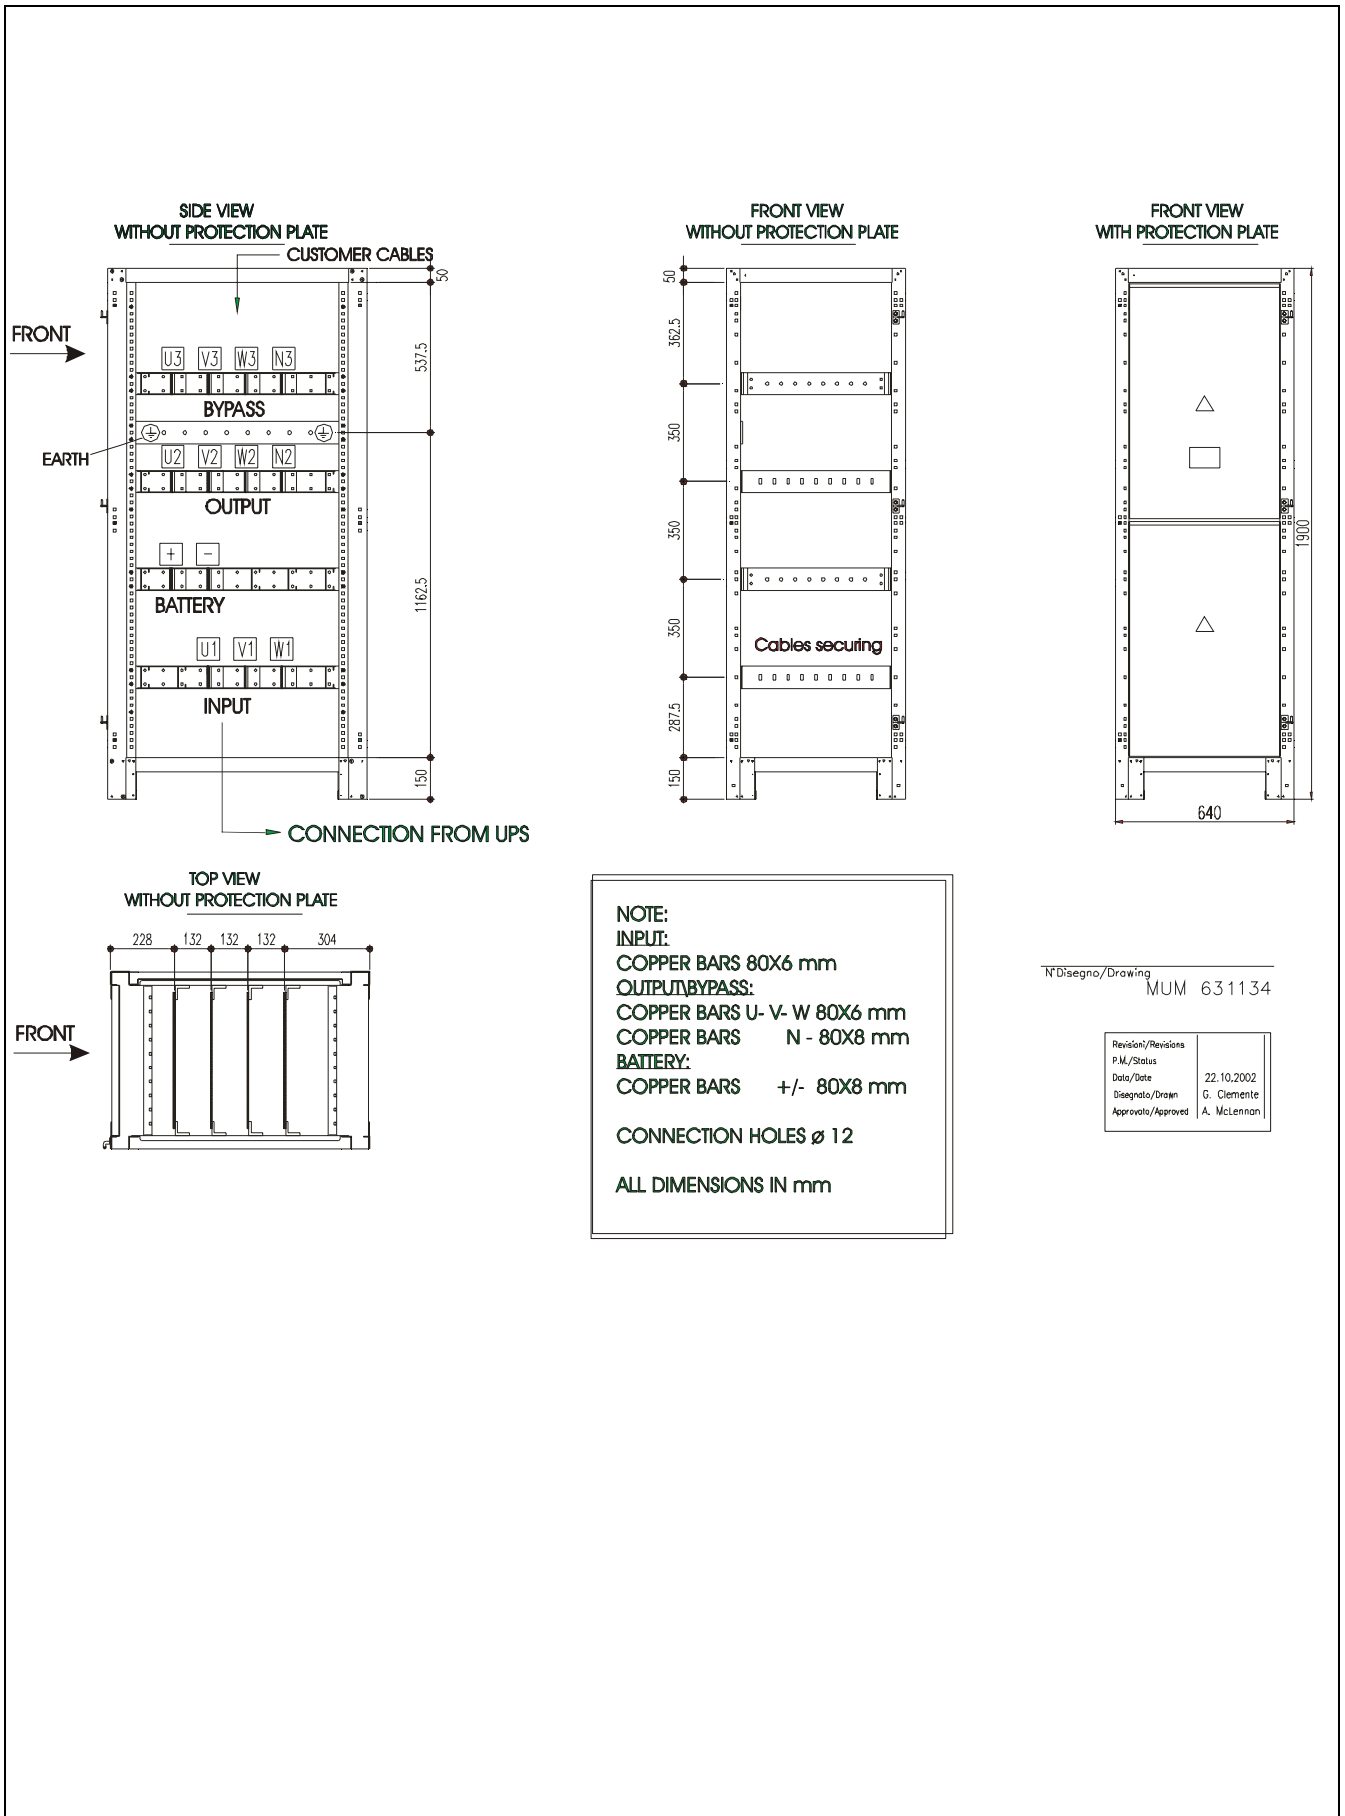 SIDE VIEW
WITHOUT PROTECTION PLATE
CUSTOMER CABLES
FRONT
U3 V3 W3 N3
BYPASS
EARTH
U2 V2 W2 N2
OUTPUT
+ -
BATTERY
U1 V1 W1
INPUT
CONNECTION FROM UPS
50
537.5
1162.5
150
FRONT VIEW
WITHOUT PROTECTION PLATE
50
362.5
350
350
350
287.5
150
Cables securing
FRONT VIEW
WITH PROTECTION PLATE
1900
640
TOP VIEW
WITHOUT PROTECTION PLATE
228 132 132 132 304
FRONT
NOTE:
INPUT:
COPPER BARS 80X6 mm
OUTPUT\BYPASS:
COPPER BARS U- V- W 80X6 mm
COPPER BARS N - 80X8 mm
BATTERY:
COPPER BARS +/- 80X8 mm
CONNECTION HOLES ø 12
ALL DIMENSIONS IN mm
N°Disegno/Drawing
MUM 631134
Revisioni/Revisions
P.M./Status
Data/Date 22.10.2002
Disegnato/Drawn G. Clemente
Approvato/Approved A. McLennan